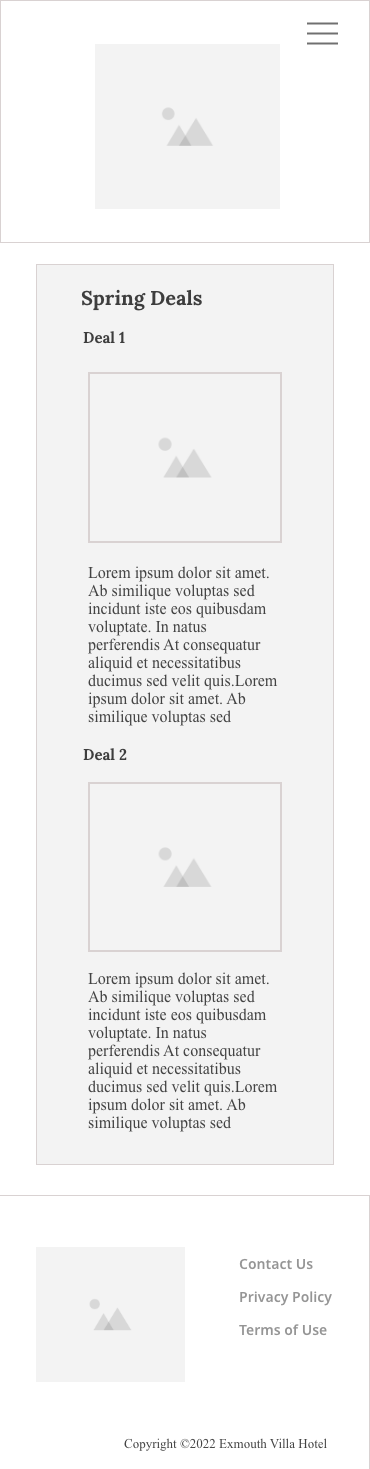 Spring Deals
Deal 1
Lorem ipsum dolor sit amet.
Ab similique voluptas sed
incidunt iste eos quibusdam
voluptate. In natus
perferendis At consequatur
aliquid et necessitatibus
ducimus sed velit quis.Lorem
ipsum dolor sit amet. Ab
similique voluptas sed
Deal 2
Lorem ipsum dolor sit amet.
Ab similique voluptas sed
incidunt iste eos quibusdam
voluptate. In natus
perferendis At consequatur
aliquid et necessitatibus
ducimus sed velit quis.Lorem
ipsum dolor sit amet. Ab
similique voluptas sed
Contact Us
Privacy Policy
Terms of Use
Copyright ©2022 Exmouth Villa Hotel